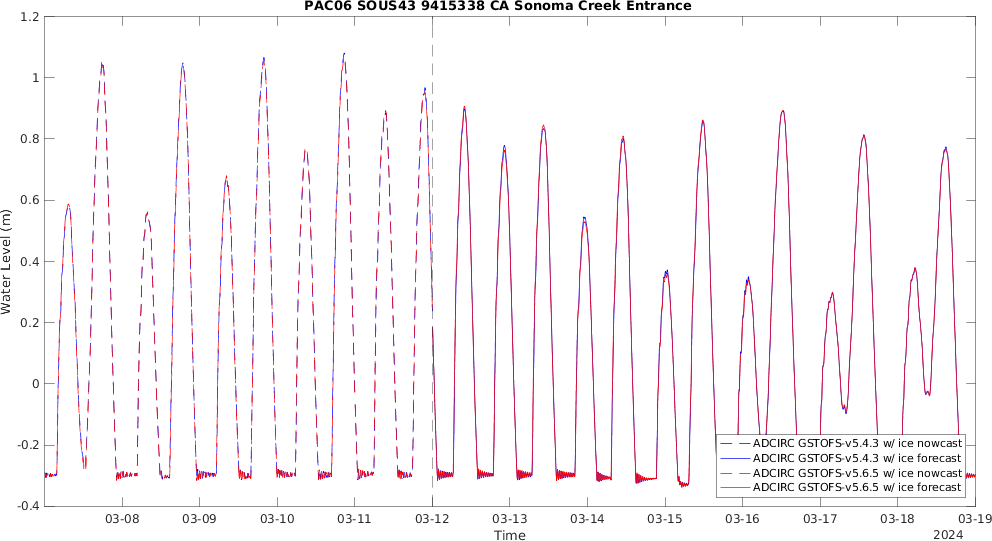 PAC06 SOUS43 9415338 CA Sonoma Creek Entrance
1.2
1
0.8
0.6
0.4
0.2
0
-0.2
-0.4
Water Level (m)
ADCIRC GSTOFS-v5.4.3 w/ ice nowcast
ADCIRC GSTOFS-v5.4.3 w/ ice forecast
ADCIRC GSTOFS-v5.6.5 w/ ice nowcast
ADCIRC GSTOFS-v5.6.5 w/ ice forecast
03-08 03-09 03-10 03-11 03-12 03-13 03-14 03-15 03-16 03-17 03-18 03-19
Time
2024